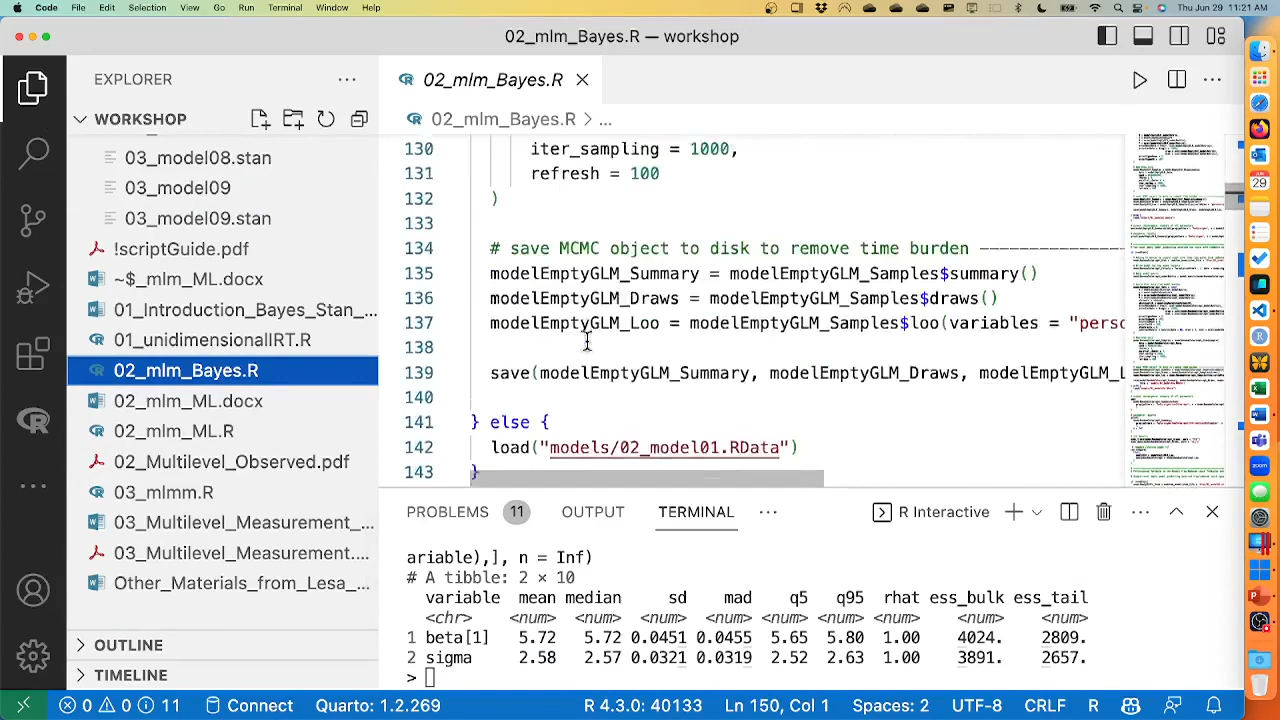 Code File Edit Selection View Go Run Terminal Window Help Thu Jun 29 11:21 AM
02_mlm_Bayes.R — workshop
EXPLORER
WORKSHOP
03_model08.stan
03_model09
03_model09.stan
!scriptGuide.pdf
~$_mlm_ML.docx
01_Introduction_Bayes_Stan_...
01_unidimensionalIRT.R
02_mlm_Bayes.R
02_mlm_ML.docx
02_mlm_ML.R
02_Multilevel_Observed.pdf
03_mlmm.R
03_Multilevel_Measurement_...
03_Multilevel_Measurement....
Other_Materials_from_Lesa_...
OUTLINE
TIMELINE
02_mlm_Bayes.R
02_mlm_Bayes.R > ...
130 iter_sampling = 1000,
131 refresh = 100
132 )
133
134 # save MCMC object to disk to remove time burden ---------------
135 modelEmptyGLM_Summary = modelEmptyGLM_Samples$summary()
136 modelEmptyGLM_Draws = modelEmptyGLM_Samples$draws()
137 modelEmptyGLM_Loo = modelEmptyGLM_Samples$loo(variables = "perso
138
139 save(modelEmptyGLM_Summary, modelEmptyGLM_Draws, modelEmptyGLM_L
140
141 } else {
142 load("models/02_model01.RData")
143 }
PROBLEMS 11 OUTPUT TERMINAL ... R Interactive
ariable),], n = Inf)
# A tibble: 2 × 10
variable mean median sd mad q5 q95 rhat ess_bulk ess_tail
<chr> <num> <num> <num> <num> <num> <num> <num> <num> <num>
1 beta[1] 5.72 5.72 0.0451 0.0455 5.65 5.80 1.00 4024. 2809.
2 sigma 2.58 2.57 0.0321 0.0319 2.52 2.63 1.00 3891. 2657.
>
0 0 11 Connect Quarto: 1.2.269 R 4.3.0: 40133 Ln 150, Col 1 Spaces: 2 UTF-8 CRLF R
JUN
29
zoom